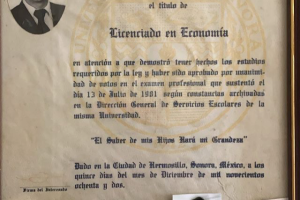 el título de
Licenciado en Economía
en atención a que demostró tener hechos los estudios
requeridos por la ley y haber sido aprobado por unanimi
dad de votos en el examen profesional que sustentó el
día 13 de Julio de 1981 según constancias archivadas
en la Dirección General de Servicios Escolares de la
misma Universidad.
"El Saber de mis Hijos Hará mi Grandeza"
Dado en la Ciudad de Hermosillo, Sonora, México, a los
quince días del mes de Diciembre de mil novecientos
ochenta y dos.
Firma del Interesado